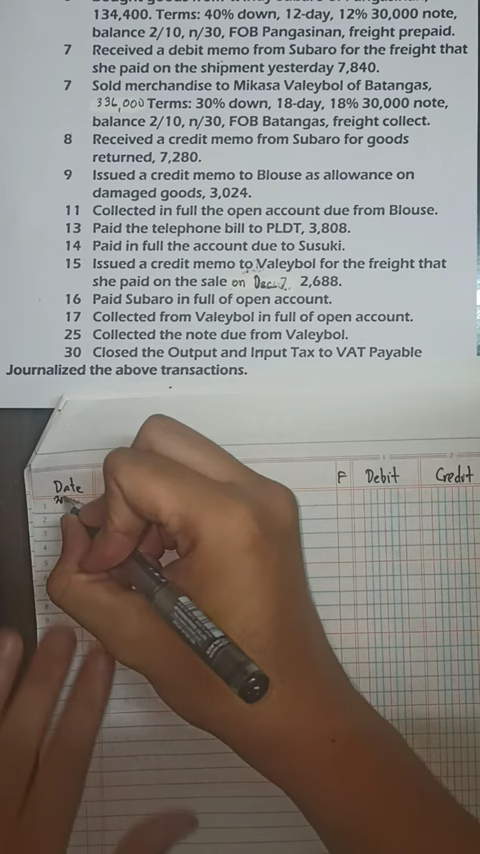 134,400. Terms: 40% down, 12-day, 12% 30,000 note,
balance 2/10, n/30, FOB Pangasinan, freight prepaid.
7 Received a debit memo from Subaro for the freight that
she paid on the shipment yesterday 7,840.
7 Sold merchandise to Mikasa Valeybol of Batangas,
336,000 Terms: 30% down, 18-day, 18% 30,000 note,
balance 2/10, n/30, FOB Batangas, freight collect.
8 Received a credit memo from Subaro for goods
returned, 7,280.
9 Issued a credit memo to Blouse as allowance on
damaged goods, 3,024.
11 Collected in full the open account due from Blouse.
13 Paid the telephone bill to PLDT, 3,808.
14 Paid in full the account due to Susuki.
15 Issued a credit memo to Valeybol for the freight that
she paid on the sale on Dec. 7, 2,688.
16 Paid Subaro in full of open account.
17 Collected from Valeybol in full of open account.
25 Collected the note due from Valeybol.
30 Closed the Output and Input Tax to VAT Payable
Journalized the above transactions.
Date F Debit Credit